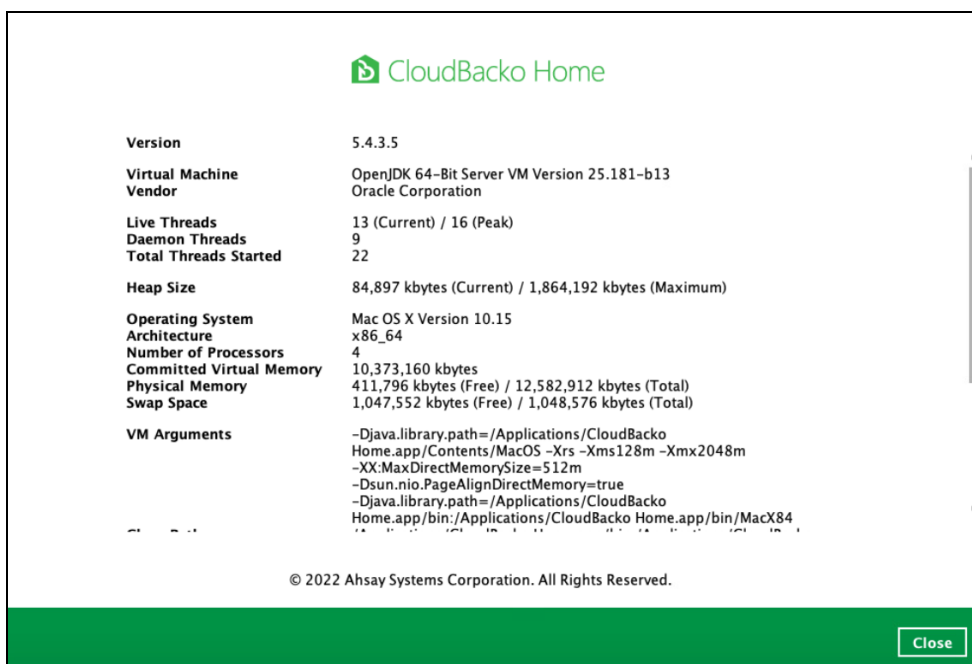 CloudBacko Home
Version 5.4.3.5
Virtual Machine OpenJDK 64-Bit Server VM Version 25.181-b13
Vendor Oracle Corporation
Live Threads 13 (Current) / 16 (Peak)
Daemon Threads 9
Total Threads Started 22
Heap Size 84,897 kbytes (Current) / 1,864,192 kbytes (Maximum)
Operating System Mac OS X Version 10.15
Architecture x86_64
Number of Processors 4
Committed Virtual Memory 10,373,160 kbytes
Physical Memory 411,796 kbytes (Free) / 12,582,912 kbytes (Total)
Swap Space 1,047,552 kbytes (Free) / 1,048,576 kbytes (Total)
VM Arguments -Djava.library.path=/Applications/CloudBacko
Home.app/Contents/MacOS -Xrs -Xms128m -Xmx2048m
-XX:MaxDirectMemorySize=512m
-Dsun.nio.PageAlignDirectMemory=true
-Djava.library.path=/Applications/CloudBacko
Home.app/bin:/Applications/CloudBacko Home.app/bin/MacX84
© 2022 Ahsay Systems Corporation. All Rights Reserved.
Close